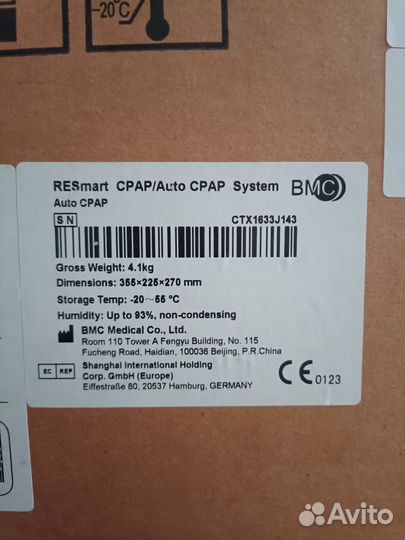 -20°C
RESmart CPAP/Auto CPAP System BMC
Auto CPAP
SN CTX1633J143
Gross Weight: 4.1kg
Dimensions: 355×225×270 mm
Storage Temp: -20~55 °C
Humidity: Up to 93%, non-condensing
BMC Medical Co., Ltd.
Room 110 Tower A Fengyu Building, No. 115
Fucheng Road, Haidian, 100036 Beijing, P.R.China
EC REP Shanghai International Holding
Corp. GmbH (Europe)
Eiffestraße 80, 20537 Hamburg, GERMANY
CE 0123
Avito